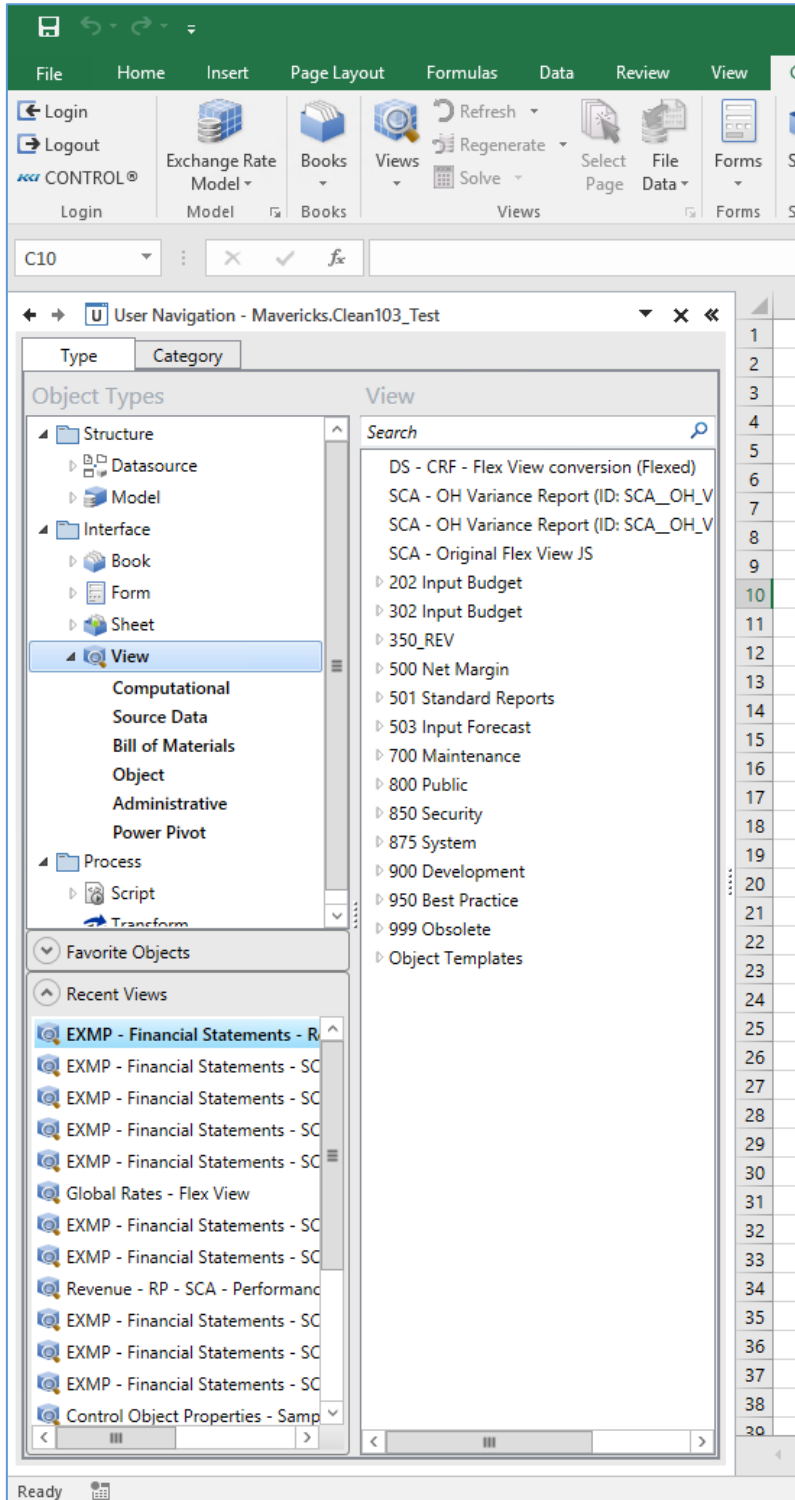 File Home Insert Page Layout Formulas Data Review View
Login
Logout
KCI CONTROL®
Login
Exchange Rate
Model
Model
Books
Books
Views
Refresh
Regenerate
Solve
Select
Page
File
Data
Views
Forms
Forms
C10
fx
U User Navigation - Mavericks.Clean103_Test
Type Category
Object Types
Structure
Datasource
Model
Interface
Book
Form
Sheet
View
Computational
Source Data
Bill of Materials
Object
Administrative
Power Pivot
Process
Script
Transform
Favorite Objects
Recent Views
EXMP - Financial Statements - R
EXMP - Financial Statements - SC
EXMP - Financial Statements - SC
EXMP - Financial Statements - SC
EXMP - Financial Statements - SC
Global Rates - Flex View
EXMP - Financial Statements - SC
EXMP - Financial Statements - SC
Revenue - RP - SCA - Performanc
EXMP - Financial Statements - SC
EXMP - Financial Statements - SC
EXMP - Financial Statements - SC
Control Object Properties - Samp
View
Search
DS - CRF - Flex View conversion (Flexed)
SCA - OH Variance Report (ID: SCA__OH_V
SCA - OH Variance Report (ID: SCA__OH_V
SCA - Original Flex View JS
202 Input Budget
302 Input Budget
350_REV
500 Net Margin
501 Standard Reports
503 Input Forecast
700 Maintenance
800 Public
850 Security
875 System
900 Development
950 Best Practice
999 Obsolete
Object Templates
1
2
3
4
5
6
7
8
9
10
11
12
13
14
15
16
17
18
19
20
21
22
23
24
25
26
27
28
29
30
31
32
33
34
35
36
37
38
39
Ready